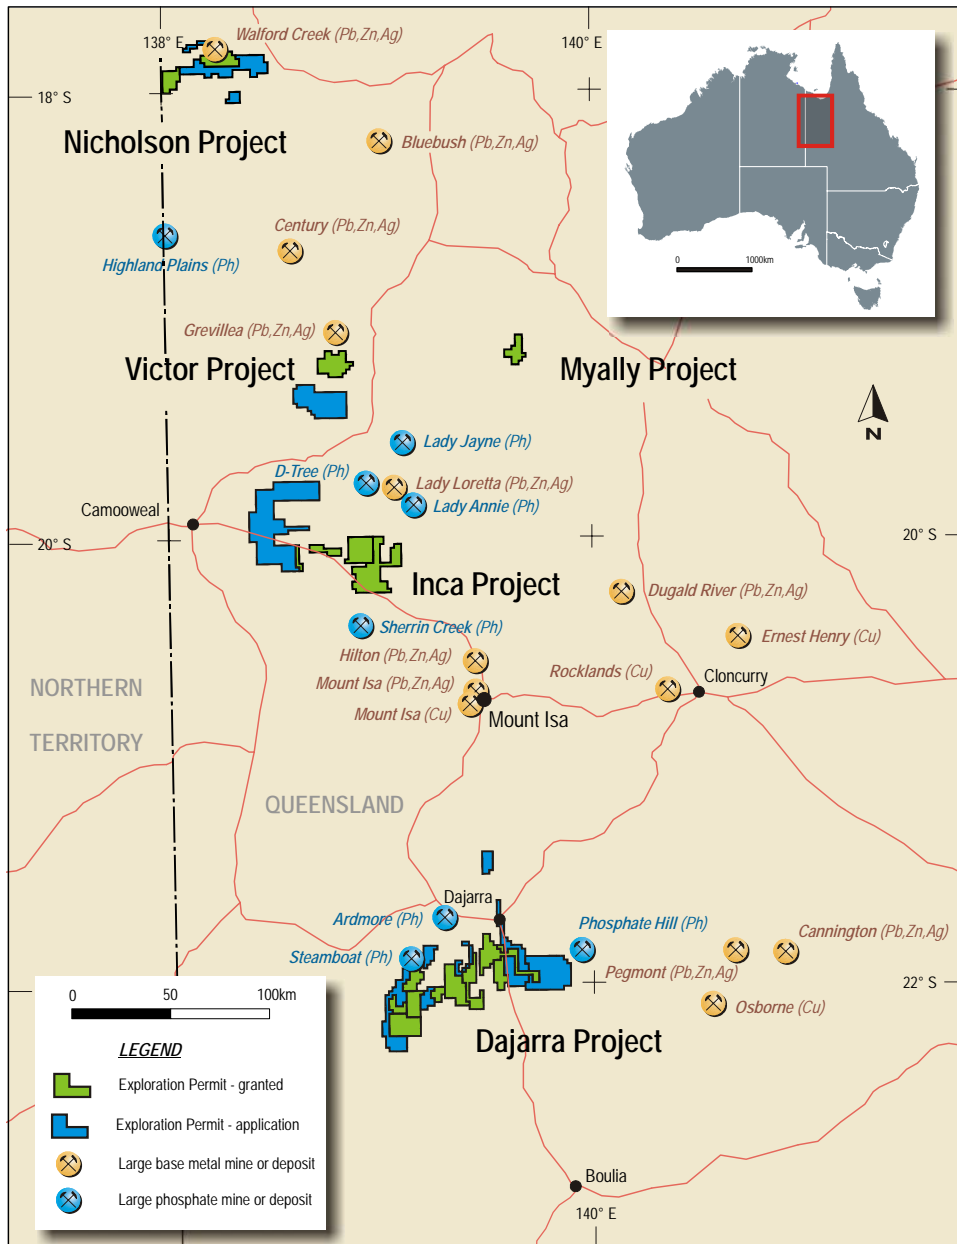 138° E
140° E
Walford Creek (Pb,Zn,Ag)
18° S
Nicholson Project
Bluebush (Pb,Zn,Ag)
0 1000km
Century (Pb,Zn,Ag)
Highland Plains (Ph)
Grevillea (Pb,Zn,Ag)
Victor Project
Myally Project
N
Lady Jayne (Ph)
D-Tree (Ph)
Lady Loretta (Pb,Zn,Ag)
Lady Annie (Ph)
Camooweal
20° S
20° S
Inca Project
Dugald River (Pb,Zn,Ag)
Sherrin Creek (Ph)
Ernest Henry (Cu)
Hilton (Pb,Zn,Ag)
Rocklands (Cu)
Cloncurry
Mount Isa (Pb,Zn,Ag)
Mount Isa (Cu)
Mount Isa
NORTHERN
TERRITORY
QUEENSLAND
Dajarra
Ardmore (Ph)
Phosphate Hill (Ph)
Cannington (Pb,Zn,Ag)
Steamboat (Ph)
Pegmont (Pb,Zn,Ag)
22° S
Osborne (Cu)
Dajarra Project
0 50 100km
LEGEND
Exploration Permit - granted
Exploration Permit - application
Large base metal mine or deposit
Large phosphate mine or deposit
Boulia
140° E